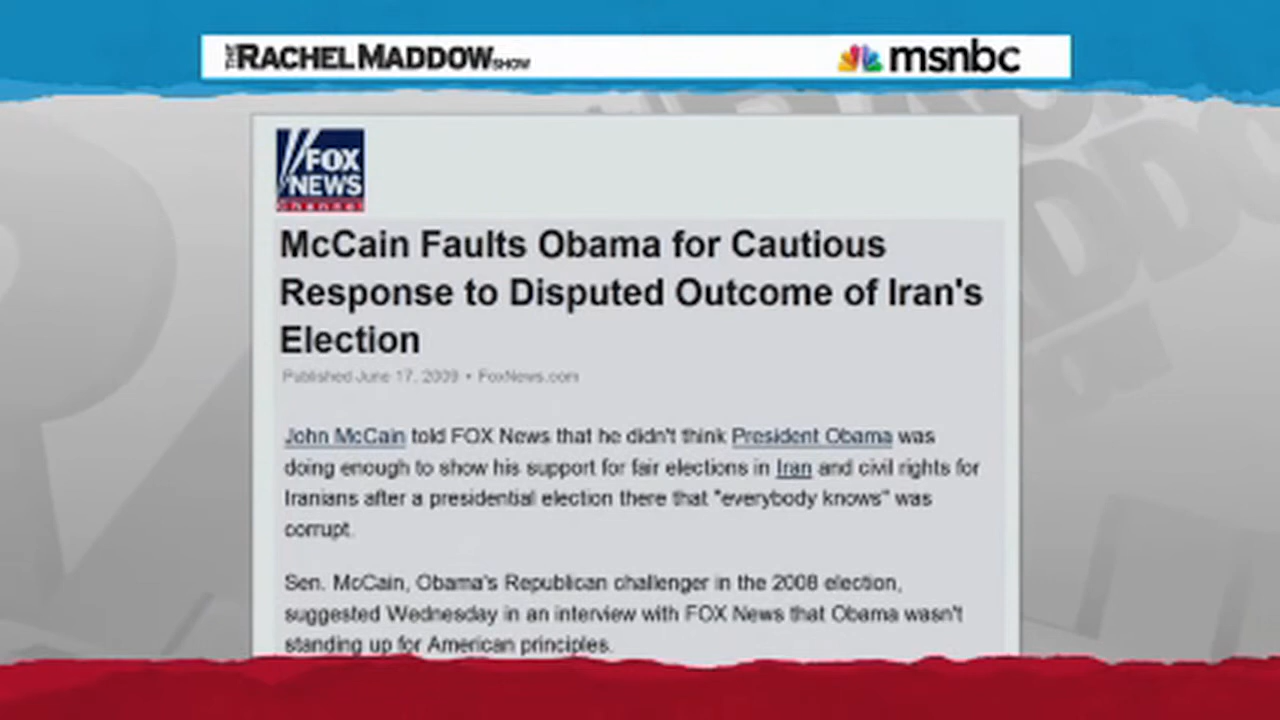 THE RACHEL MADDOW SHOW
msnbc
FOX
NEWS
Channel
McCain Faults Obama for Cautious
Response to Disputed Outcome of Iran's
Election
Published June 17, 2009 • FoxNews.com
John McCain told FOX News that he didn't think President Obama was
doing enough to show his support for fair elections in Iran and civil rights for
Iranians after a presidential election there that "everybody knows" was
corrupt.
Sen. McCain, Obama's Republican challenger in the 2008 election,
suggested Wednesday in an interview with FOX News that Obama wasn't
standing up for American principles.